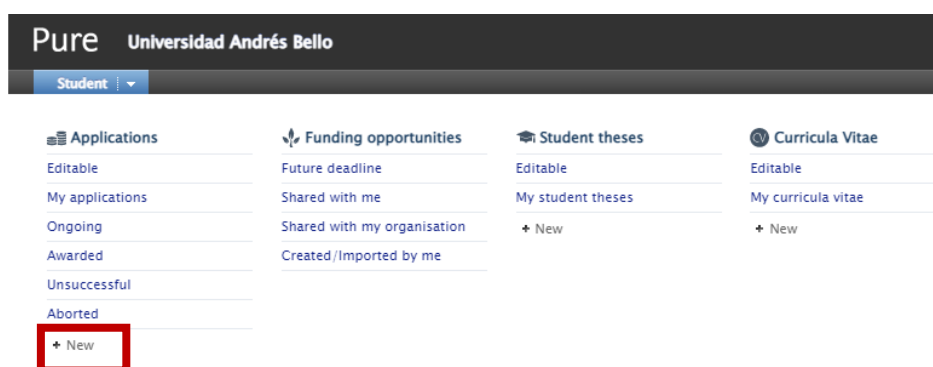 Pure Universidad Andrés Bello
Student
Applications
Editable
My applications
Ongoing
Awarded
Unsuccessful
Aborted
+ New
Funding opportunities
Future deadline
Shared with me
Shared with my organisation
Created/Imported by me
Student theses
Editable
My student theses
+ New
CV Curricula Vitae
Editable
My curricula vitae
+ New